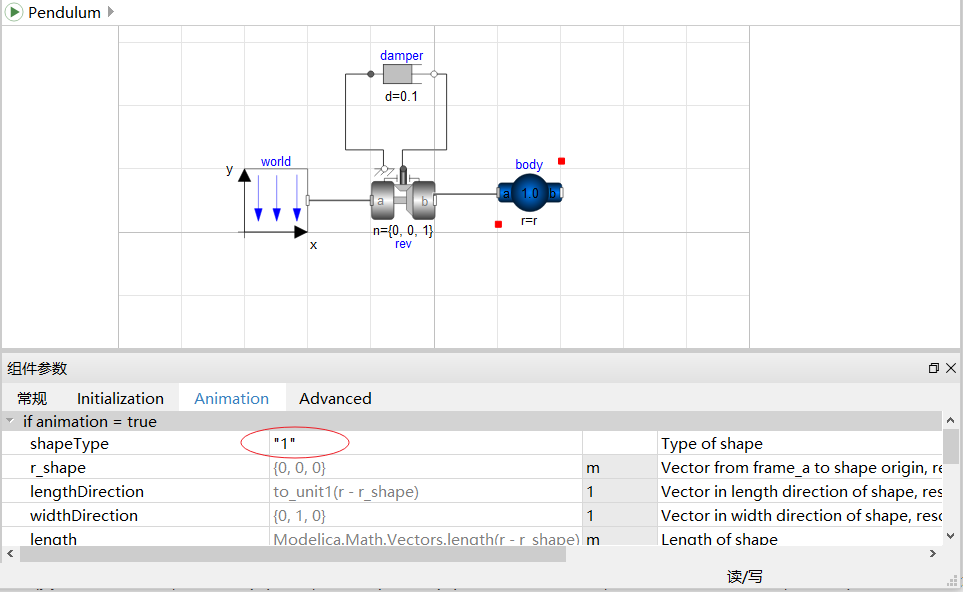 Pendulum
damper
d=0.1
world
y
x
a
b
n={0, 0, 1}
rev
body
a 1.0 b
r=r
组件参数
常规 Initialization Animation Advanced
if animation = true
shapeType "1" Type of shape
r_shape {0, 0, 0} m Vector from frame_a to shape origin, re
lengthDirection to_unit1(r - r_shape) 1 Vector in length direction of shape, res
widthDirection {0, 1, 0} 1 Vector in width direction of shape, reso
length Modelica.Math.Vectors.length(r - r_shape) m Length of shape
读/写